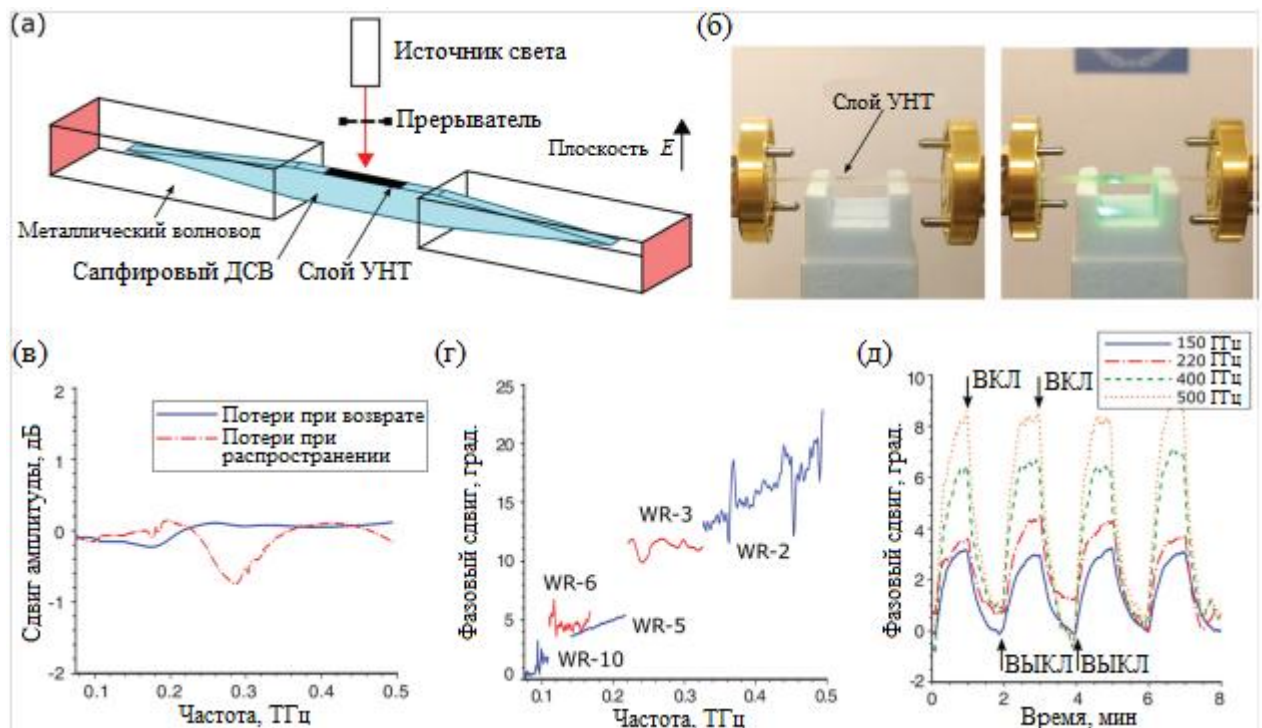 (а)
Источник света
Прерыватель
Плоскость E
Металлический волновод
Сапфировый ДСВ
Слой УНТ
(б)
Слой УНТ
(в)
Сдвиг амплитуды, дБ
2
1
0
-1
-2
Потери при возврате
Потери при
распространении
0.1
0.2
0.3
0.4
0.5
Частота, ТГц
(г)
Фазовый сдвиг, град.
25
20
15
10
5
0
WR-3
WR-2
WR-6
WR-5
WR-10
0.1
0.2
0.3
0.4
0.5
Частота, ТГц
(д)
150 ГГц
220 ГГц
400 ГГц
500 ГГц
ВКЛ
ВКЛ
Фазовый сдвиг, град.
10
8
6
4
2
0
-2
ВЫКЛ
ВЫКЛ
0
2
4
6
8
Время, мин